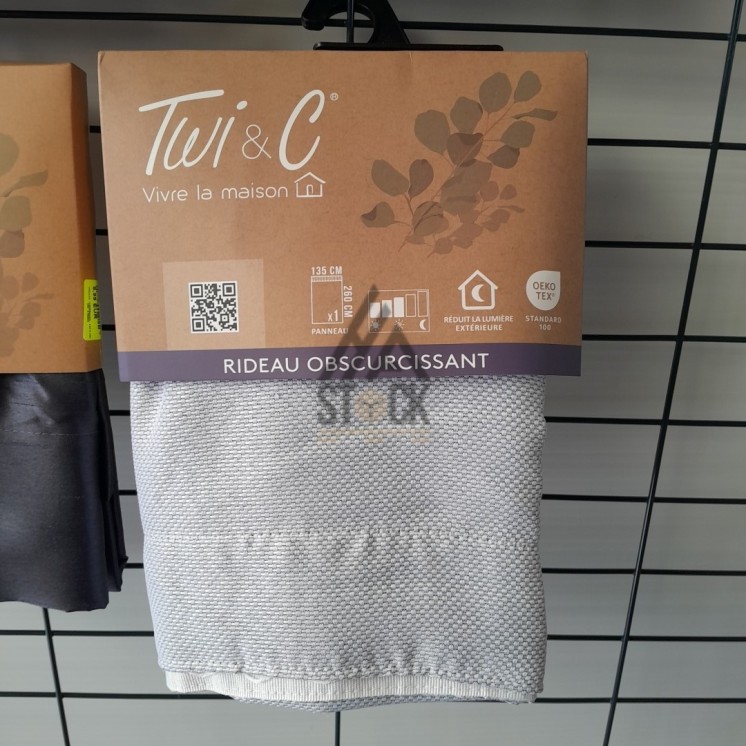 Twi & C®
Vivre la maison
135 CM
260 CM
x1
PANNEAU
RÉDUIT LA LUMIÈRE
EXTÉRIEURE
OEKO
TEX®
STANDARD
100
RIDEAU OBSCURCISSANT
STOCX